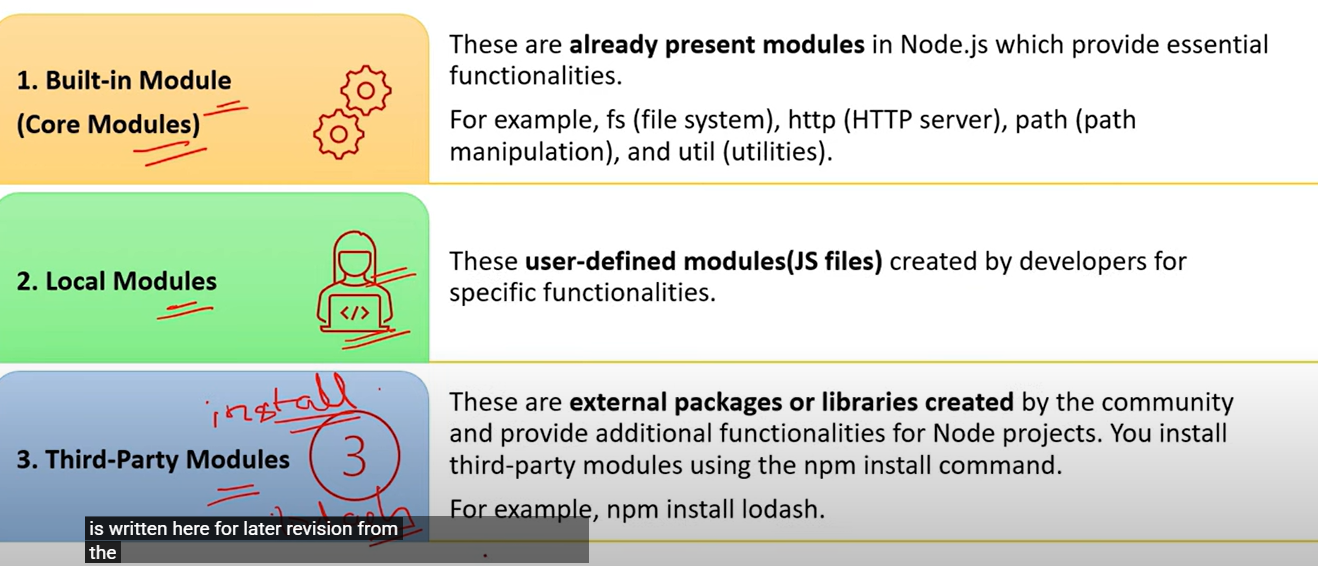 1. Built-in Module
(Core Modules)
These are already present modules in Node.js which provide essential
functionalities.
For example, fs (file system), http (HTTP server), path (path
manipulation), and util (utilities).
2. Local Modules
</>
These user-defined modules(JS files) created by developers for
specific functionalities.
install
3. Third-Party Modules
3
These are external packages or libraries created by the community
and provide additional functionalities for Node projects. You install
third-party modules using the npm install command.
For example, npm install lodash.
is written here for later revision from
the